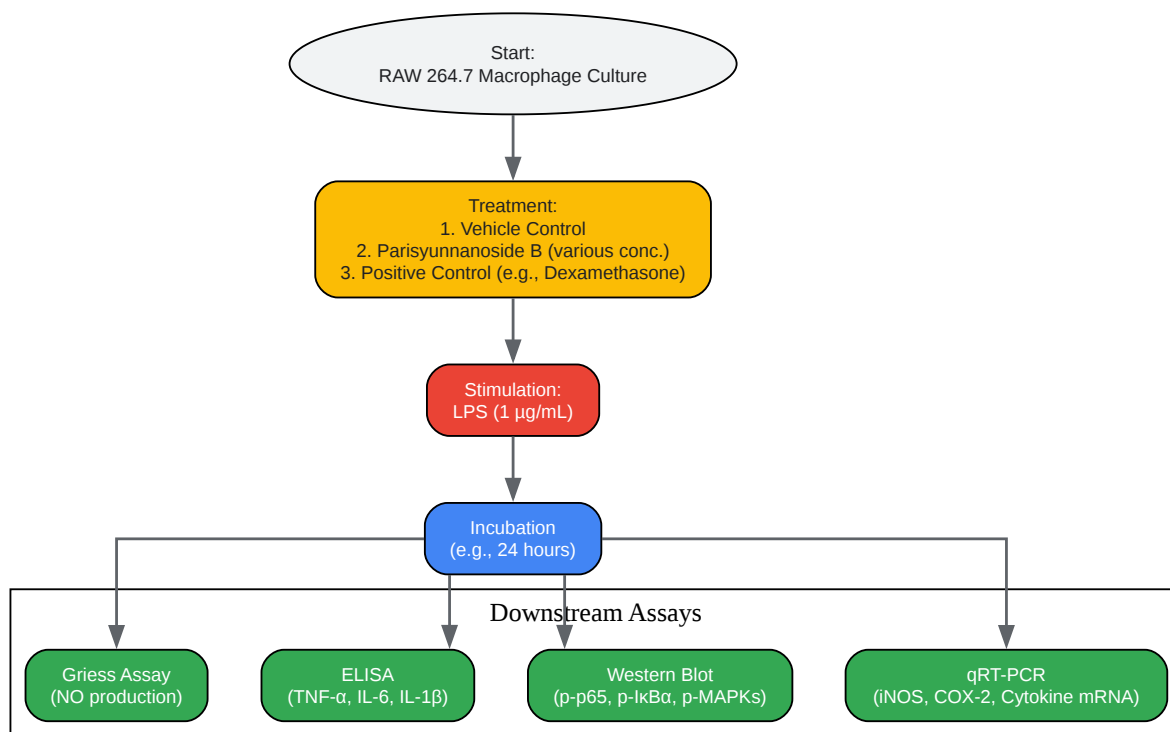 Start:
RAW 264.7 Macrophage Culture
Treatment:
1. Vehicle Control
2. Parisyunnanoside B (various conc.)
3. Positive Control (e.g., Dexamethasone)
Stimulation:
LPS (1 µg/mL)
Incubation
(e.g., 24 hours)
Downstream Assays
Griess Assay
(NO production)
ELISA
(TNF-α, IL-6, IL-1β)
Western Blot
(p-p65, p-IκBα, p-MAPKs)
qRT-PCR
(iNOS, COX-2, Cytokine mRNA)